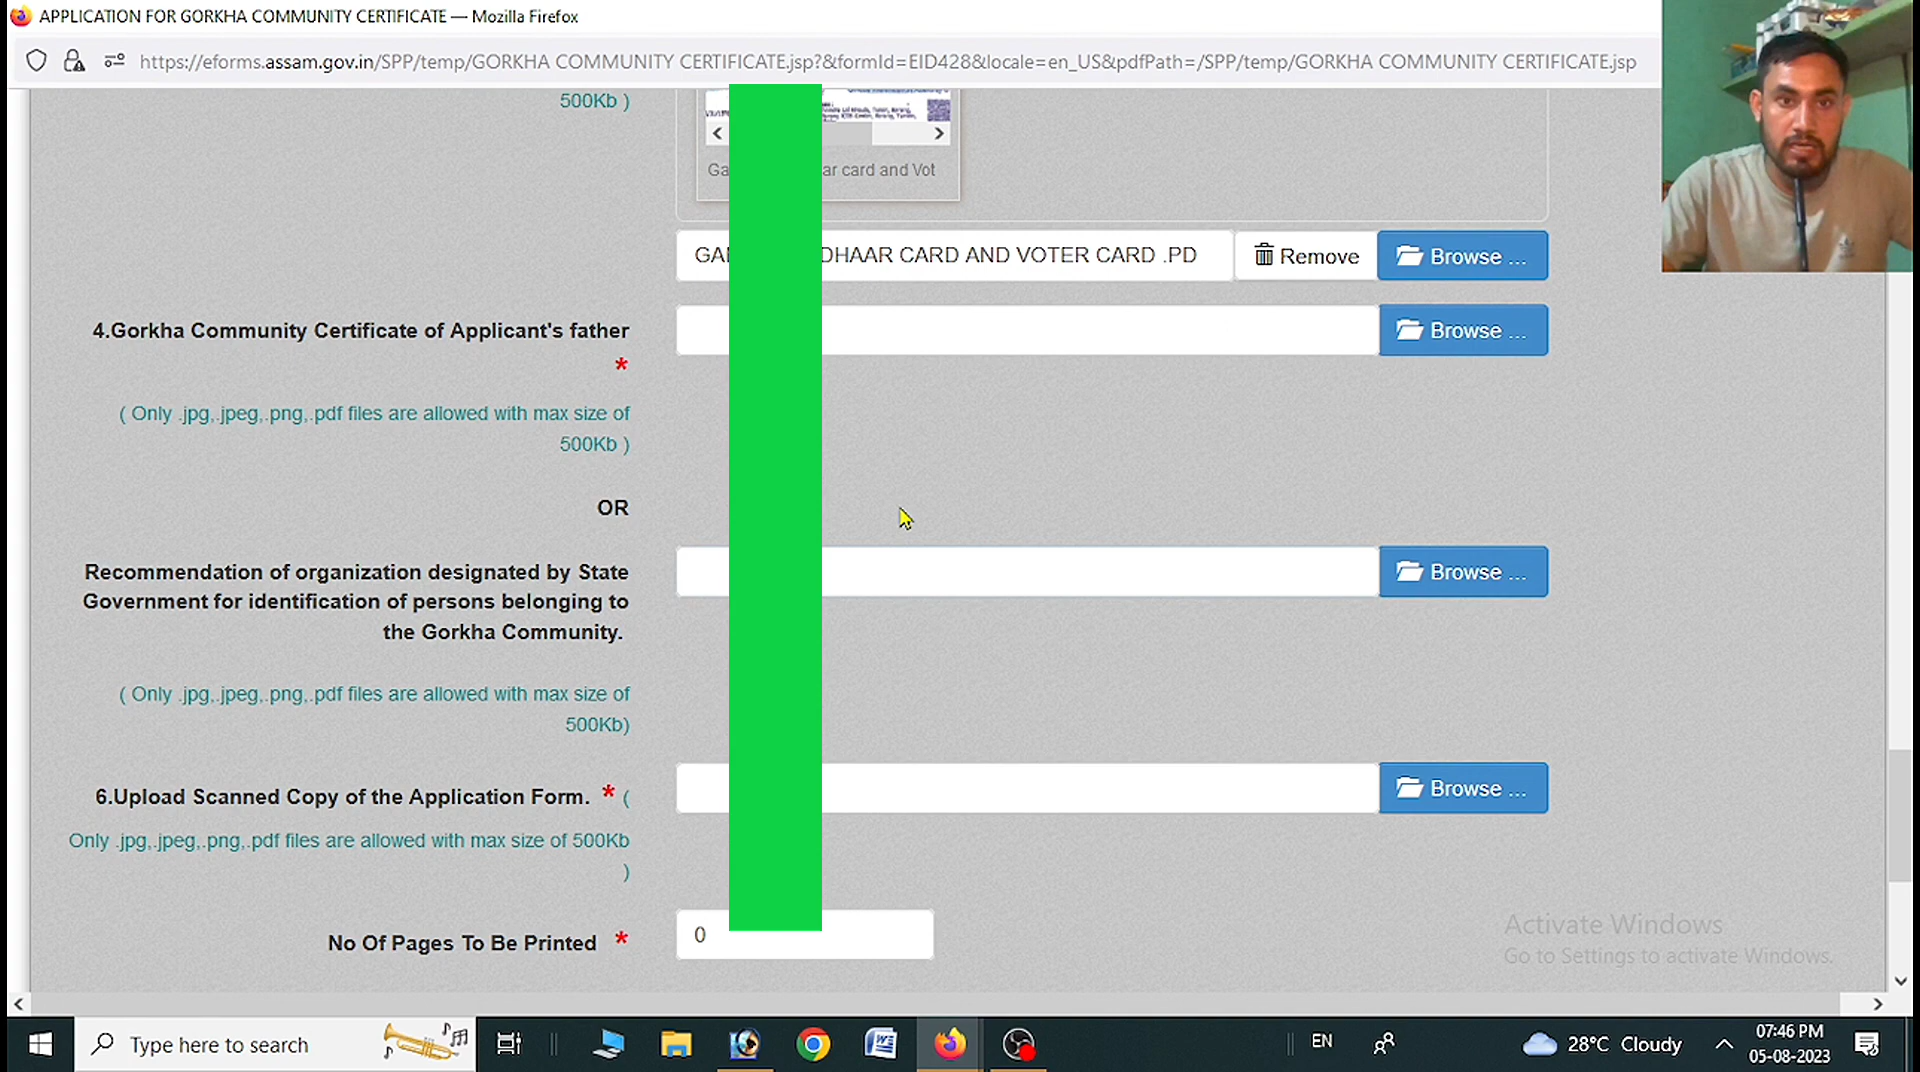 APPLICATION FOR GORKHA COMMUNITY CERTIFICATE — Mozilla Firefox
https://eforms.assam.gov.in/SPP/temp/GORKHA COMMUNITY CERTIFICATE.jsp?&formId=EID428&locale=en_US&pdfPath=/SPP/temp/GORKHA COMMUNITY CERTIFICATE.jsp
500Kb )
Ga ar card and Vot
GA DHAAR CARD AND VOTER CARD .PD
Remove
Browse ...
4.Gorkha Community Certificate of Applicant's father
*
Browse ...
( Only .jpg,.jpeg,.png,.pdf files are allowed with max size of
500Kb )
OR
Recommendation of organization designated by State
Government for identification of persons belonging to
the Gorkha Community.
Browse ...
( Only .jpg,.jpeg,.png,.pdf files are allowed with max size of
500Kb)
6.Upload Scanned Copy of the Application Form. * (
Only .jpg,.jpeg,.png,.pdf files are allowed with max size of 500Kb
)
Browse ...
No Of Pages To Be Printed *
0
Activate Windows
Go to Settings to activate Windows.
Type here to search
EN
28°C Cloudy
07:46 PM
05-08-2023